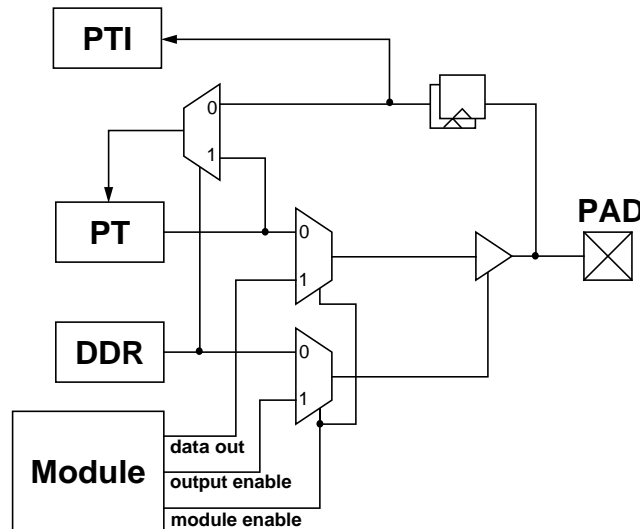 PTI
0
1
PT
PAD
0
1
DDR
0
1
Module
data out
output enable
module enable